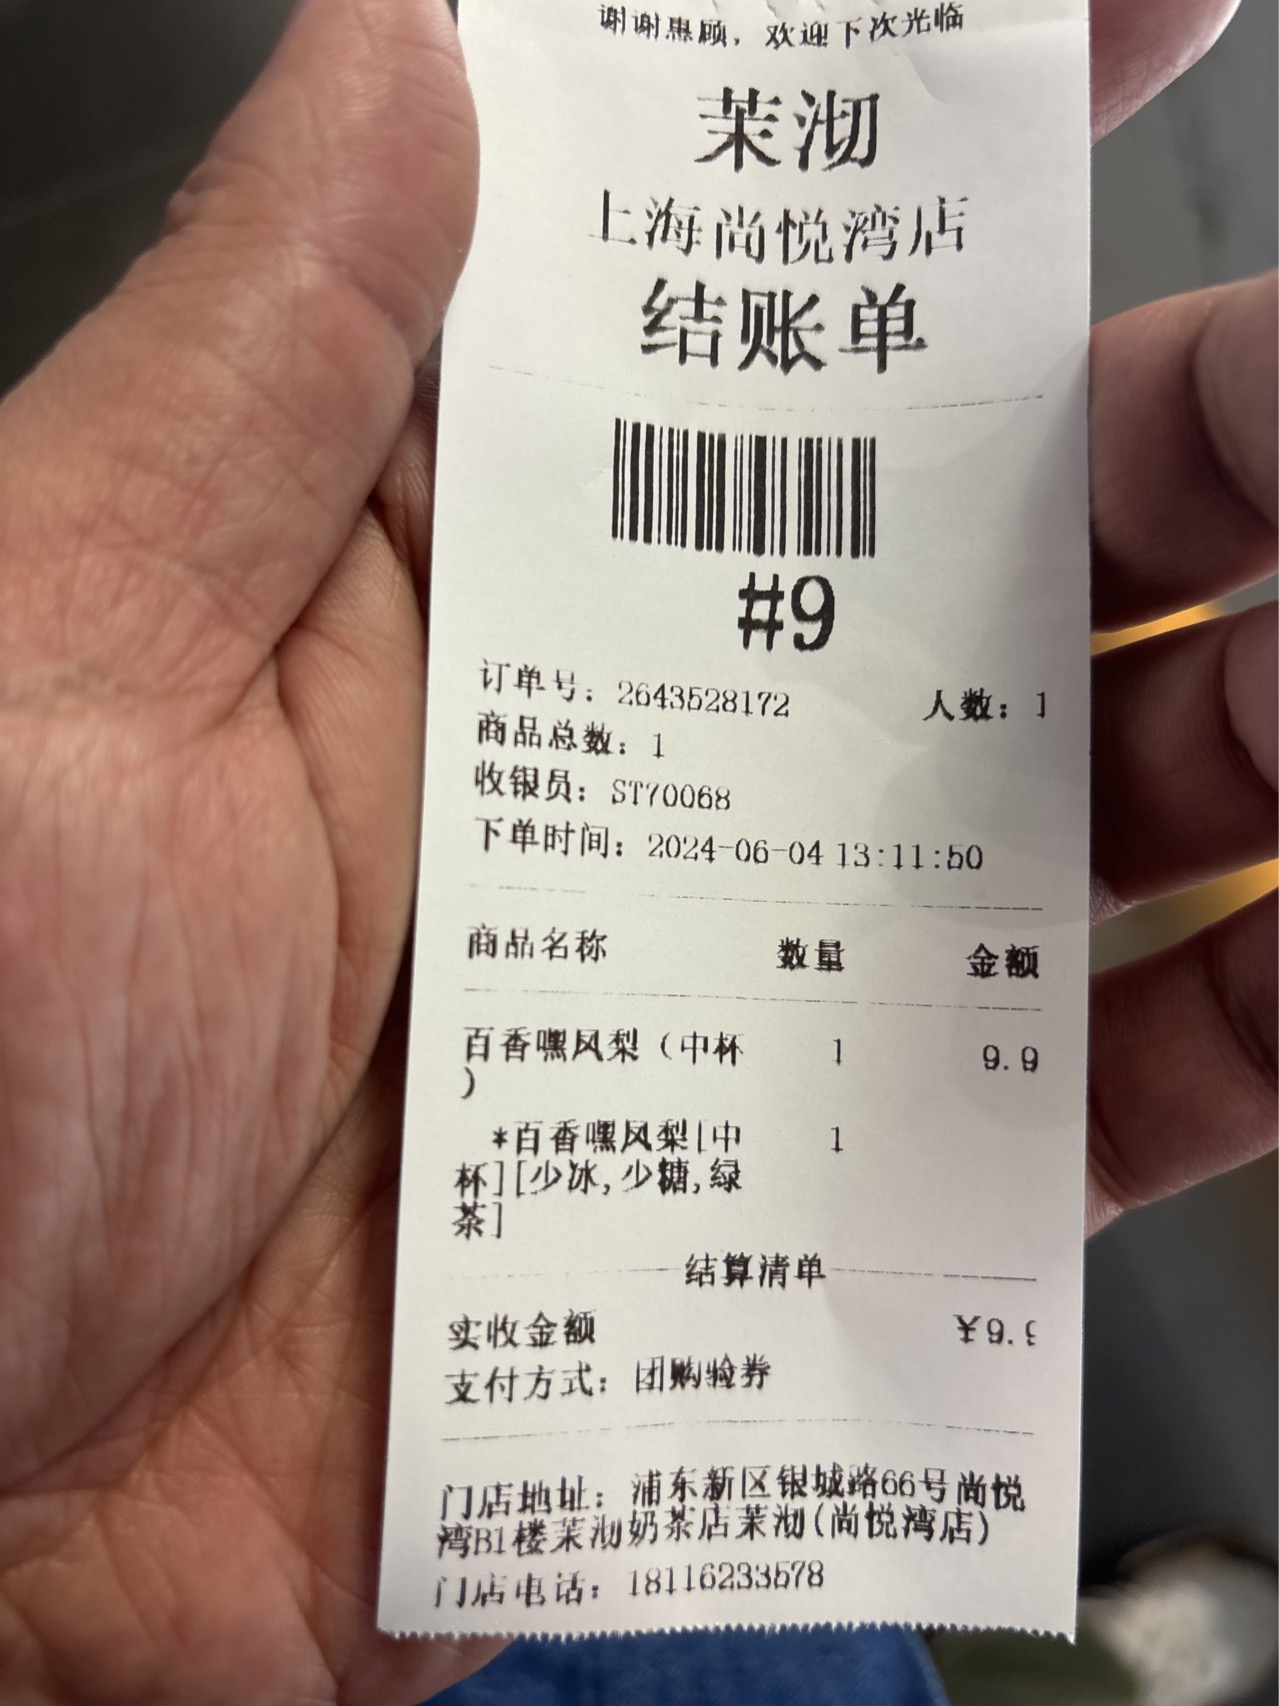 谢谢惠顾，欢迎下次光临
茉沏
上海尚悦湾店
结账单
#9
订单号：2643528172 人数：1
商品总数：1
收银员：ST70068
下单时间：2024-06-04 13:11:50
商品名称 数量 金额
百香嘿凤梨（中杯 1 9.9
）
*百香嘿凤梨[中 1
杯][少冰,少糖,绿
茶]
结算清单
实收金额 ¥9.9
支付方式：团购验券
门店地址：浦东新区银城路66号尚悦
湾B1楼茉沏奶茶店茉沏(尚悦湾店)
门店电话：18116233578